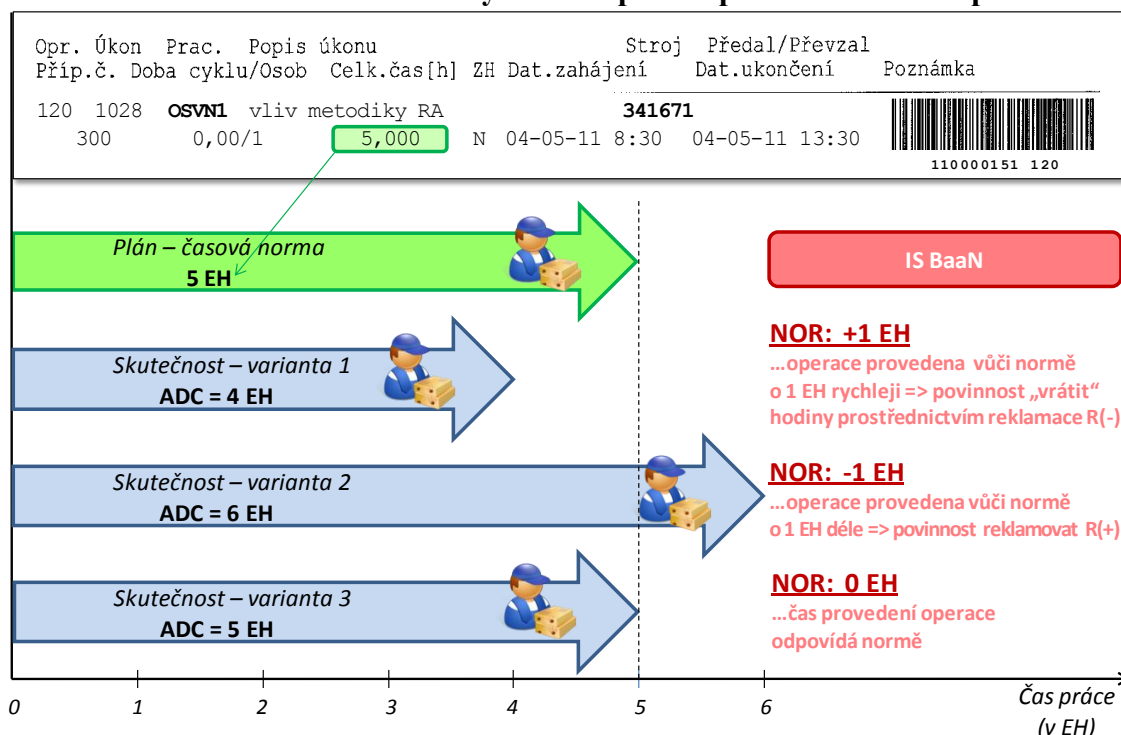 Opr. Úkon Prac. Popis úkonu Stroj Předal/Převzal
Příp.č. Doba cyklu/Osob Celk.čas[h] ZH Dat.zahájení Dat.ukončení Poznámka
120 1028 OSVN1 vliv metodiky RA 341671
300 0,00/1 5,000 N 04-05-11 8:30 04-05-11 13:30
110000151 120
Plán – časová norma
5 EH
IS BaaN
Skutečnost – varianta 1
ADC = 4 EH
NOR: +1 EH
...operace provedena vůči normě
o 1 EH rychleji => povinnost „vrátit“
hodiny prostřednictvím reklamace R(-)
Skutečnost – varianta 2
ADC = 6 EH
NOR: -1 EH
...operace provedena vůči normě
o 1 EH déle => povinnost reklamovat R(+)
Skutečnost – varianta 3
ADC = 5 EH
NOR: 0 EH
...čas provedení operace
odpovídá normě
0 1 2 3 4 5 6 Čas práce
(v EH)